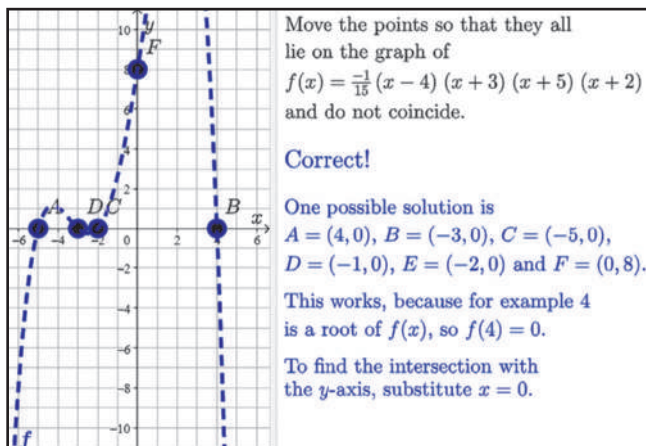 10
y
F
8
6
4
2
A
D C
B
x
-6
-4
-2
0
2
4
6
-2
-4
-6
-8
-10
f
Move the points so that they all
lie on the graph of
f(x) = \frac{-1}{15}(x − 4) (x + 3) (x + 5) (x + 2)
and do not coincide.
Correct!
One possible solution is
A = (4, 0), B = (−3, 0), C = (−5, 0),
D = (−1, 0), E = (−2, 0) and F = (0, 8).
This works, because for example 4
is a root of f(x), so f(4) = 0.
To find the intersection with
the y-axis, substitute x = 0.